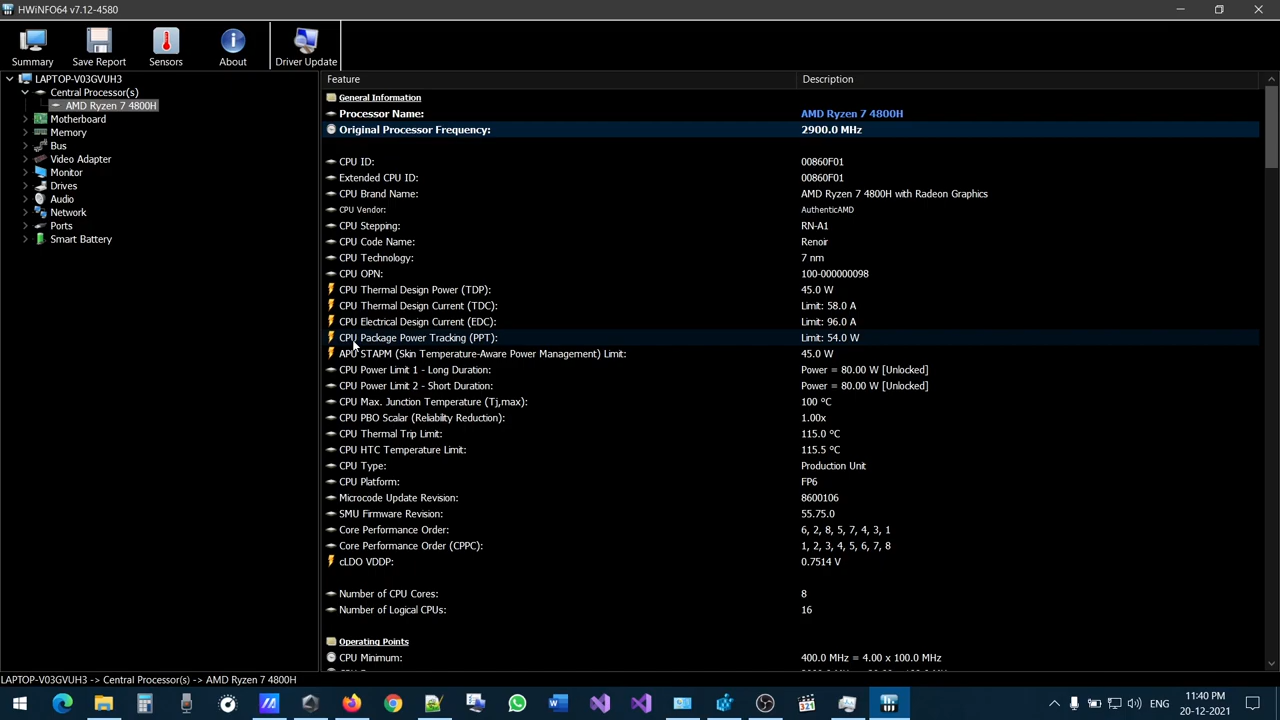 HWiNFO64 v7.12-4580
Summary
Save Report
Sensors
About
Driver Update
LAPTOP-V03GVUH3
Central Processor(s)
AMD Ryzen 7 4800H
Motherboard
Memory
Bus
Video Adapter
Monitor
Drives
Audio
Network
Ports
Smart Battery
Feature Description
General Information
Processor Name: AMD Ryzen 7 4800H
Original Processor Frequency: 2900.0 MHz
CPU ID: 00860F01
Extended CPU ID: 00860F01
CPU Brand Name: AMD Ryzen 7 4800H with Radeon Graphics
CPU Vendor: AuthenticAMD
CPU Stepping: RN-A1
CPU Code Name: Renoir
CPU Technology: 7 nm
CPU OPN: 100-000000098
CPU Thermal Design Power (TDP): 45.0 W
CPU Thermal Design Current (TDC): Limit: 58.0 A
CPU Electrical Design Current (EDC): Limit: 96.0 A
CPU Package Power Tracking (PPT): Limit: 54.0 W
APU STAPM (Skin Temperature-Aware Power Management) Limit: 45.0 W
CPU Power Limit 1 - Long Duration: Power = 80.00 W [Unlocked]
CPU Power Limit 2 - Short Duration: Power = 80.00 W [Unlocked]
CPU Max. Junction Temperature (Tj,max): 100 °C
CPU PBO Scalar (Reliability Reduction): 1.00x
CPU Thermal Trip Limit: 115.0 °C
CPU HTC Temperature Limit: 115.5 °C
CPU Type: Production Unit
CPU Platform: FP6
Microcode Update Revision: 8600106
SMU Firmware Revision: 55.75.0
Core Performance Order: 6, 2, 8, 5, 7, 4, 3, 1
Core Performance Order (CPPC): 1, 2, 3, 4, 5, 6, 7, 8
cLDO VDDP: 0.7514 V
Number of CPU Cores: 8
Number of Logical CPUs: 16
Operating Points
CPU Minimum: 400.0 MHz = 4.00 x 100.0 MHz
LAPTOP-V03GVUH3 -> Central Processor(s) -> AMD Ryzen 7 4800H
321
ENG
11:40 PM
20-12-2021